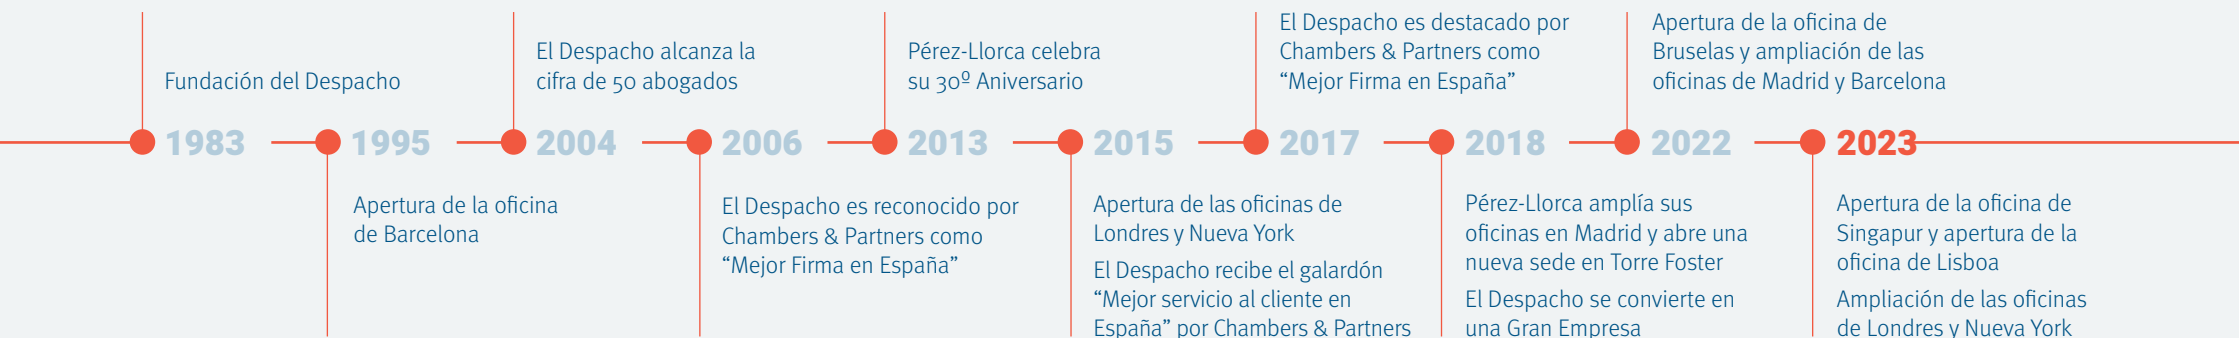 Fundación del Despacho
1983
1995
Apertura de la oficina
de Barcelona
El Despacho alcanza la
cifra de 50 abogados
2004
2006
El Despacho es reconocido por
Chambers & Partners como
“Mejor Firma en España”
Pérez-Llorca celebra
su 30º Aniversario
2013
2015
Apertura de las oficinas de
Londres y Nueva York
El Despacho recibe el galardón
“Mejor servicio al cliente en
España” por Chambers & Partners
El Despacho es destacado por
Chambers & Partners como
“Mejor Firma en España”
2017
2018
Pérez-Llorca amplía sus
oficinas en Madrid y abre una
nueva sede en Torre Foster
El Despacho se convierte en
una Gran Empresa
Apertura de la oficina de
Bruselas y ampliación de las
oficinas de Madrid y Barcelona
2022
2023
Apertura de la oficina de
Singapur y apertura de la
oficina de Lisboa
Ampliación de las oficinas
de Londres y Nueva York